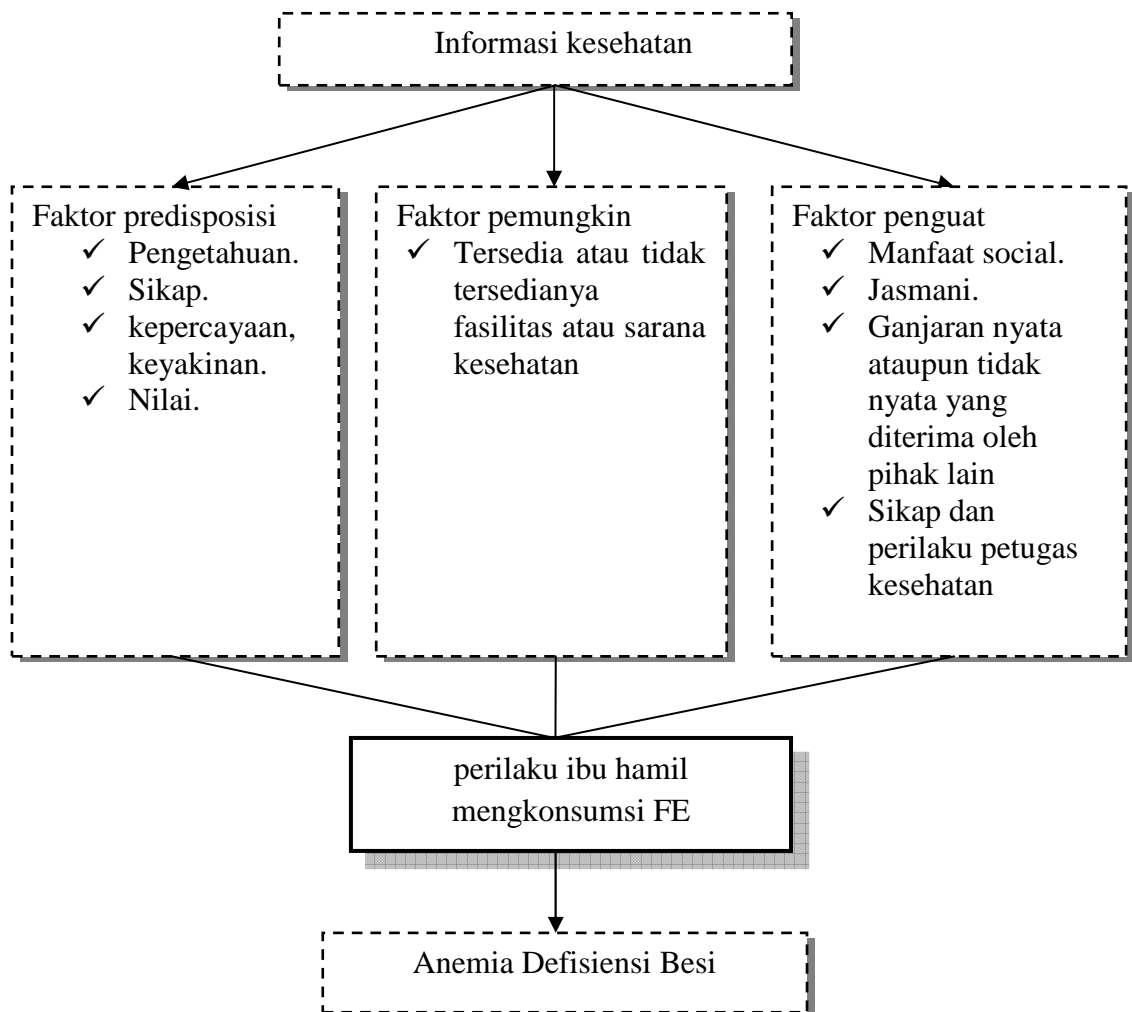 Informasi kesehatan
Faktor predisposisi
✓ Pengetahuan.
✓ Sikap.
✓ kepercayaan,
keyakinan.
✓ Nilai.
Faktor pemungkin
✓ Tersedia atau tidak
tersedianya
fasilitas atau sarana
kesehatan
Faktor penguat
✓ Manfaat social.
✓ Jasmani.
✓ Ganjaran nyata
ataupun tidak
nyata yang
diterima oleh
pihak lain
✓ Sikap dan
perilaku petugas
kesehatan
perilaku ibu hamil
mengkonsumsi FE
Anemia Defisiensi Besi